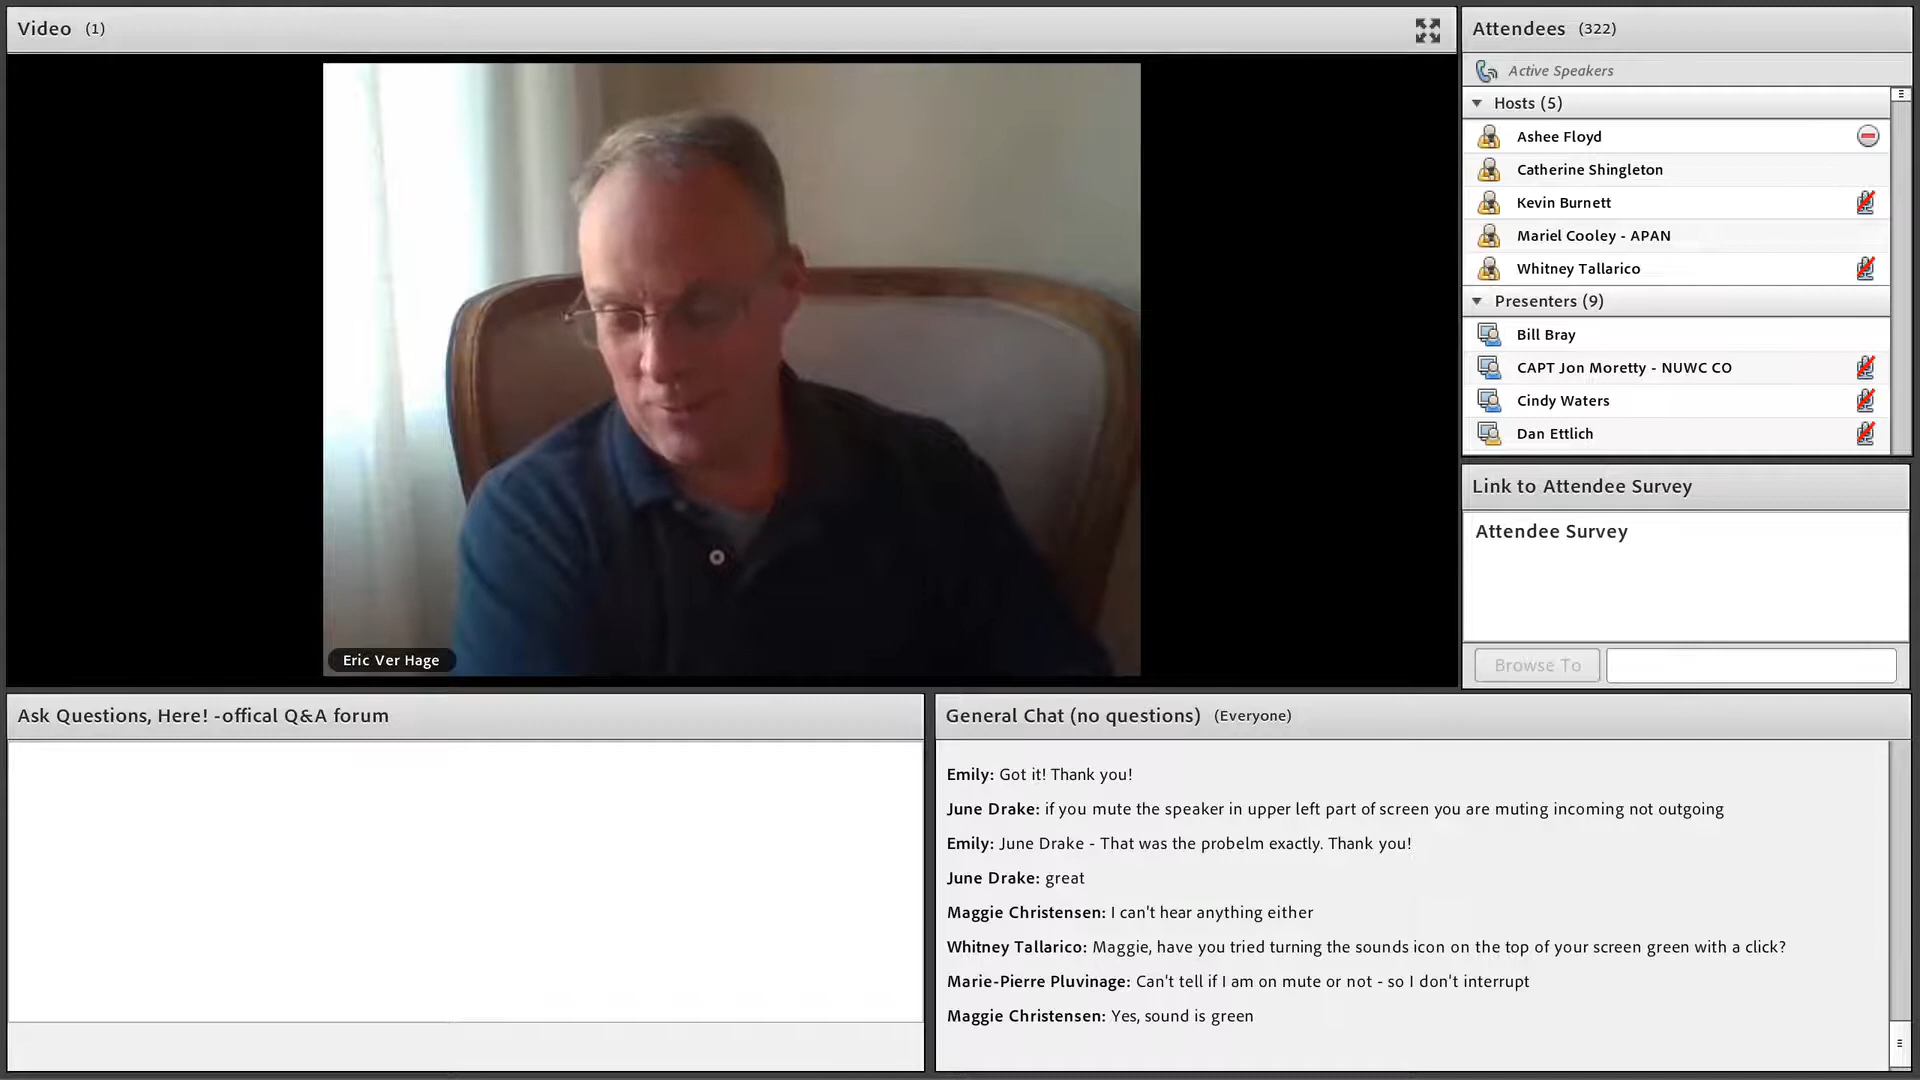 Video (1)
Eric Ver Hage
Attendees (322)
Active Speakers
Hosts (5)
Ashee Floyd
Catherine Shingleton
Kevin Burnett
Mariel Cooley - APAN
Whitney Tallarico
Presenters (9)
Bill Bray
CAPT Jon Moretty - NUWC CO
Cindy Waters
Dan Ettlich
Link to Attendee Survey
Attendee Survey
Browse To
Ask Questions, Here! -offical Q&A forum
General Chat (no questions) (Everyone)
Emily: Got it! Thank you!
June Drake: if you mute the speaker in upper left part of screen you are muting incoming not outgoing
Emily: June Drake - That was the probelm exactly. Thank you!
June Drake: great
Maggie Christensen: I can't hear anything either
Whitney Tallarico: Maggie, have you tried turning the sounds icon on the top of your screen green with a click?
Marie-Pierre Pluvinage: Can't tell if I am on mute or not - so I don't interrupt
Maggie Christensen: Yes, sound is green